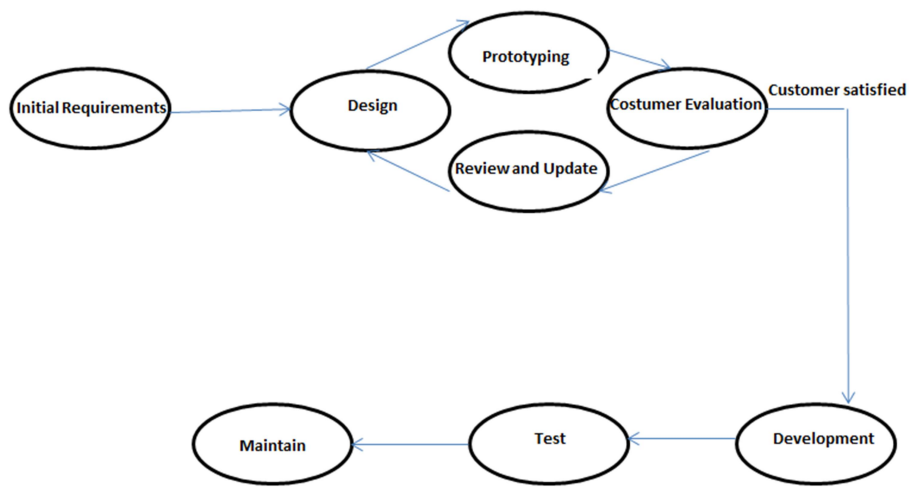 Prototyping
Customer satisfied
Initial Requirements
Design
Costumer Evaluation
Review and Update
Maintain
Test
Development